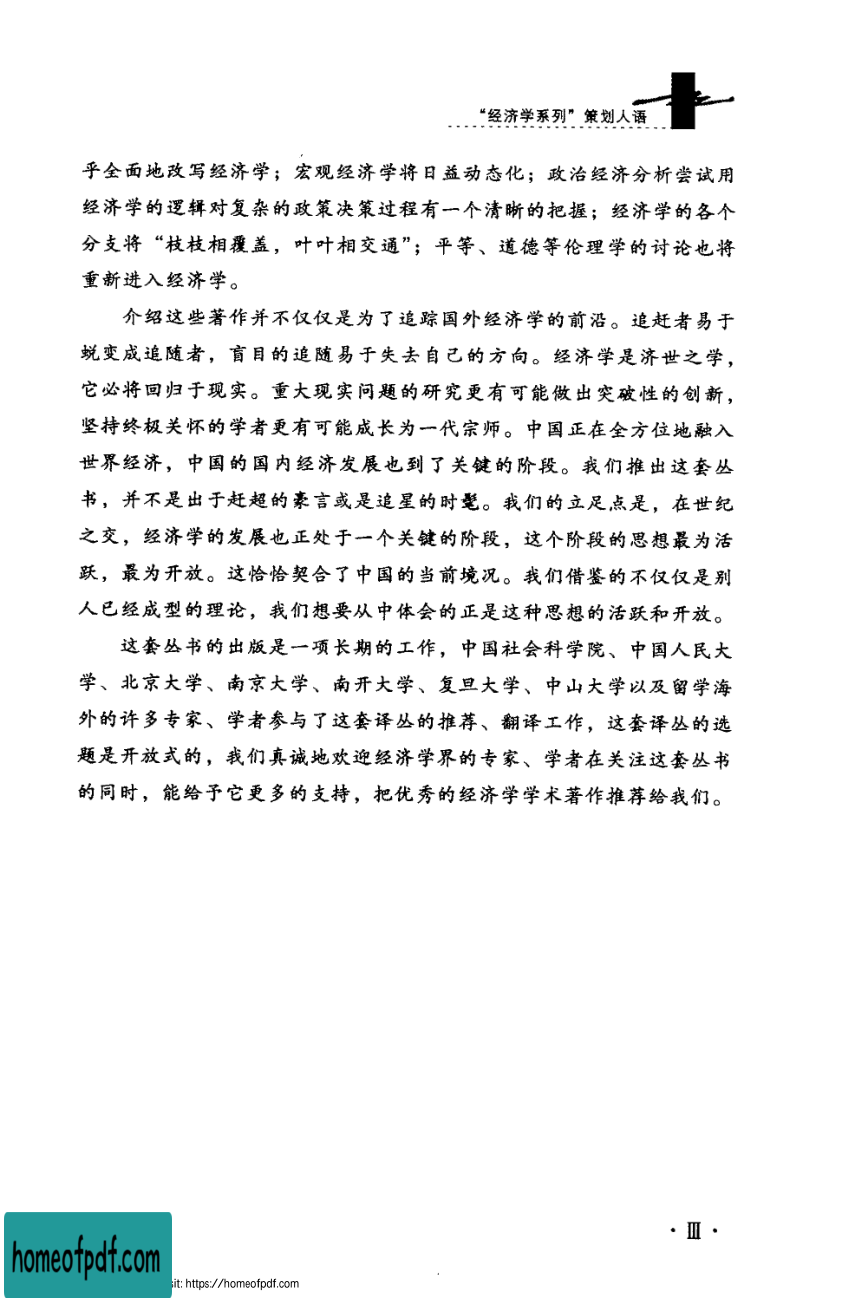 “经济学系列”策划人语
乎全面地改写经济学；宏观经济学将日益动态化；政治经济分析尝试用
经济学的逻辑对复杂的政策决策过程有一个清晰的把握；经济学的各个
分支将“枝枝相覆盖，叶叶相交通”；平等、道德等伦理学的讨论也将
重新进入经济学。
介绍这些著作并不仅仅是为了追踪国外经济学的前沿。追赶者易于
蜕变成追随者，盲目的追随易于失去自己的方向。经济学是济世之学，
它必将回归于现实。重大现实问题的研究更有可能做出突破性的创新，
坚持终极关怀的学者更有可能成长为一代宗师。中国正在全方位地融入
世界经济，中国的国内经济发展也到了关键的阶段。我们推出这套丛
书，并不是出于赶超的豪言或是追星的时髦。我们的立足点是，在世纪
之交，经济学的发展也正处于一个关键的阶段，这个阶段的思想最为活
跃，最为开放。这恰恰契合了中国的当前境况。我们借鉴的不仅仅是别
人已经成型的理论，我们想要从中体会的正是这种思想的活跃和开放。
这套丛书的出版是一项长期的工作，中国社会科学院、中国人民大
学、北京大学、南京大学、南开大学、复旦大学、中山大学以及留学海
外的许多专家、学者参与了这套译丛的推荐、翻译工作，这套译丛的选
题是开放式的，我们真诚地欢迎经济学界的专家、学者在关注这套丛书
的同时，能给予它更多的支持，把优秀的经济学学术著作推荐给我们。
·Ⅲ·
homeofpdf.com
sit: https://homeofpdf.com